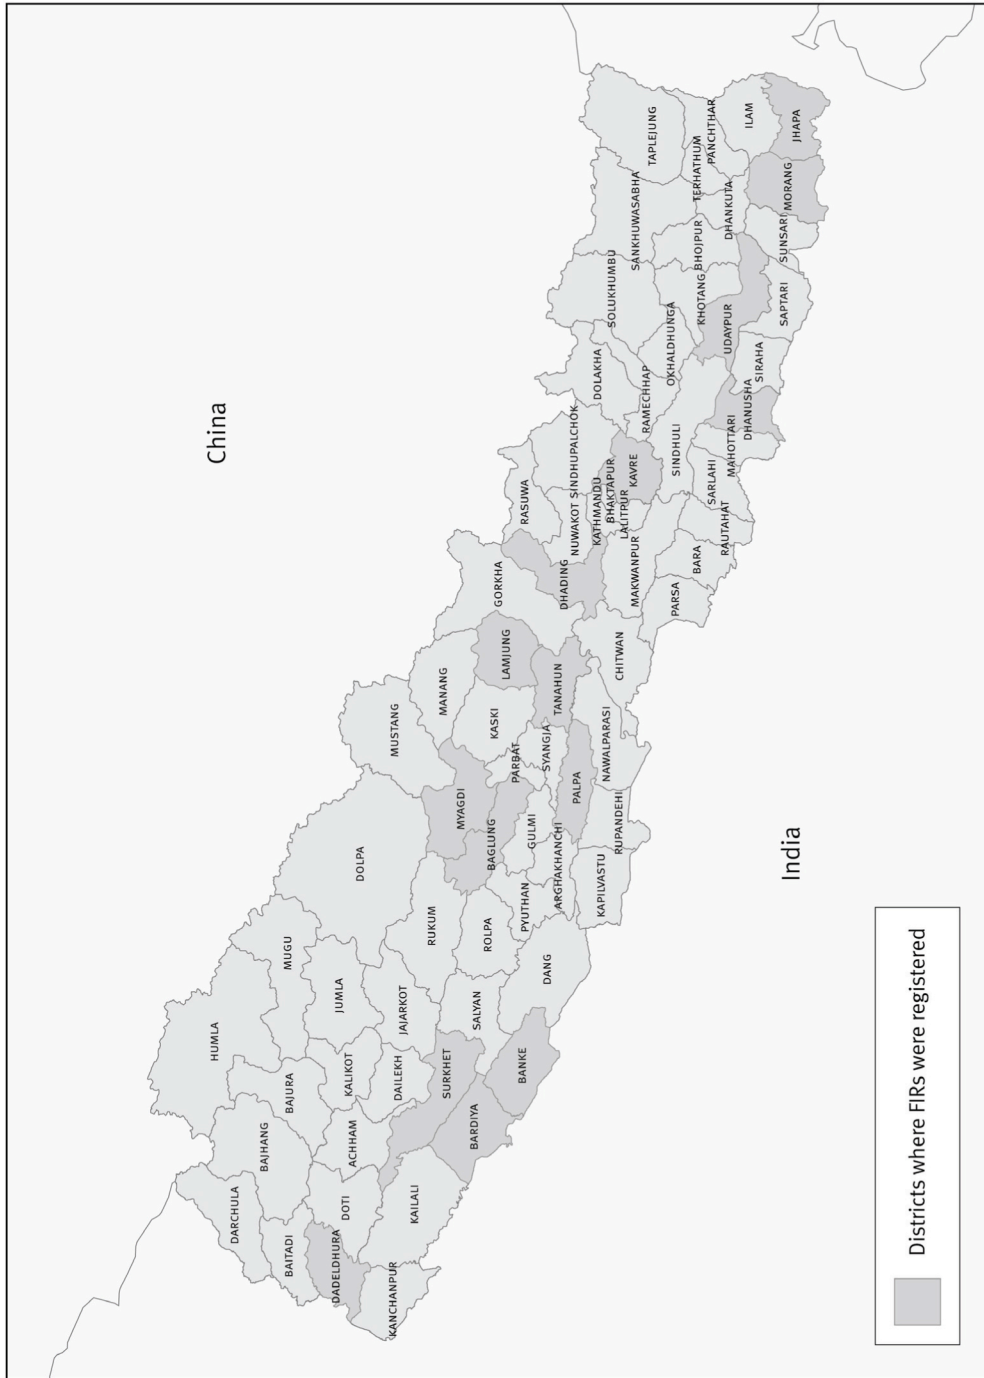 China
India
HUMLA
DARCHULA
BAJHANG
BAJURA
MUGU
BAITADI
DADELDHURA
DOTI
ACHHAM
KALIKOT
JUMLA
DOLPA
KANCHANPUR
KAILALI
DAILEKH
JAJARKOT
SURKHET
BARDIYA
BANKE
SALYAN
RUKUM
ROLPA
DANG
PYUTHAN
MUSTANG
MYAGDI
BAGLUNG
GULMI
ARGHAKHANCHI
KAPILVASTU
RUPANDEHI
PALPA
NAWALPARASI
SYANGJA
PARBAT
KASKI
MANANG
LAMJUNG
TANAHUN
CHITWAN
GORKHA
DHADING
RASUWA
NUWAKOT
SINDHUPALCHOK
KATHMANDU
BHAKTAPUR
LALITPUR
KAVRE
MAKWANPUR
PARSA
BARA
RAUTAHAT
SARLAHI
MAHOTTARI
DHANUSHA
SINDHULI
RAMECHHAP
DOLAKHA
OKHALDHUNGA
SOLUKHUMBU
KHOTANG
UDAYPUR
SIRAHA
SAPTARI
BHOJPUR
SANKHUWASABHA
DHANKUTA
SUNSARI
MORANG
TERHATHUM
PANCHTHAR
TAPLEJUNG
ILAM
JHAPA
Districts where FIRs were registered